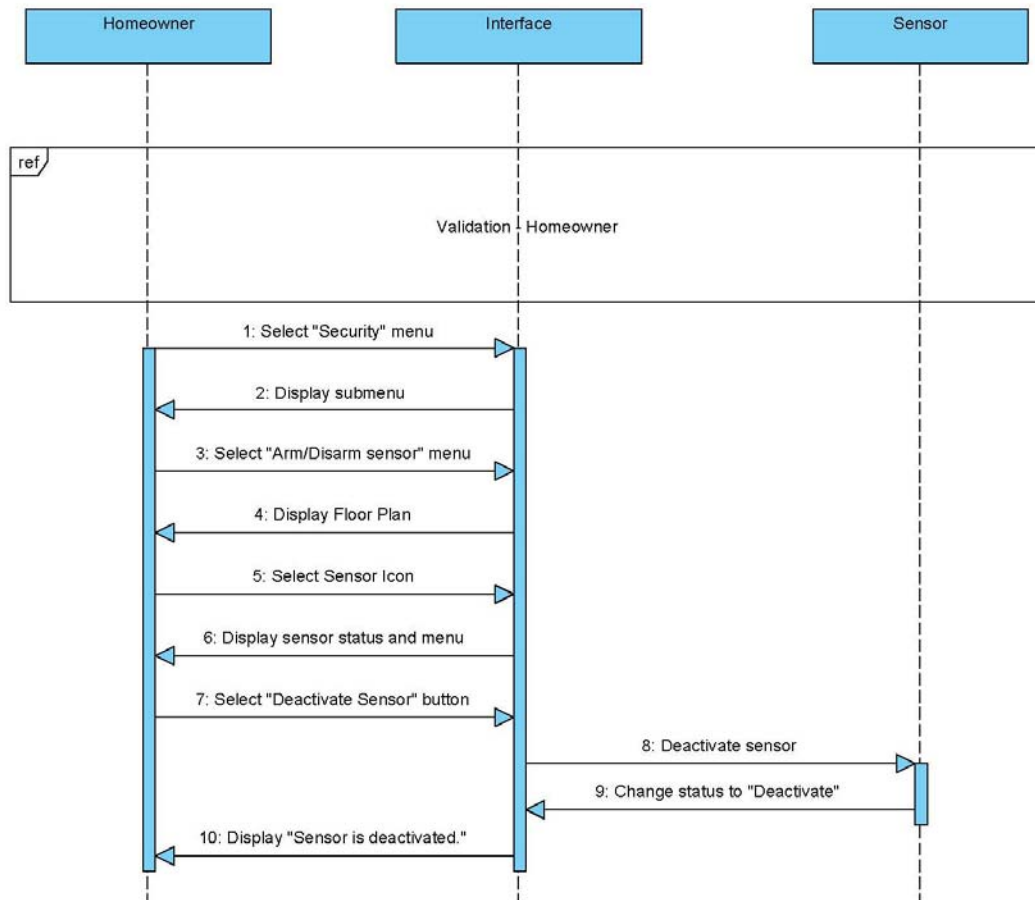 Homeowner
Interface
Sensor
ref
Validation - Homeowner
1: Select "Security" menu
2: Display submenu
3: Select "Arm/Disarm sensor" menu
4: Display Floor Plan
5: Select Sensor Icon
6: Display sensor status and menu
7: Select "Deactivate Sensor" button
8: Deactivate sensor
9: Change status to "Deactivate"
10: Display "Sensor is deactivated."